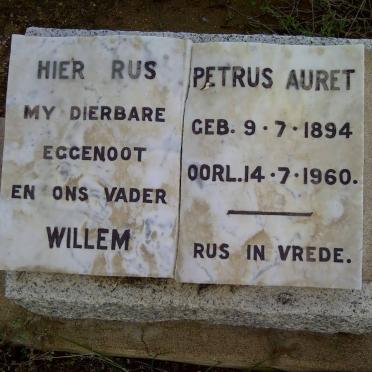 HIER RUS
MY DIERBARE
EGGENOOT
EN ONS VADER
WILLEM
PETRUS AURET
GEB. 9·7·1894
OORL.14·7·1960.
RUS IN VREDE.